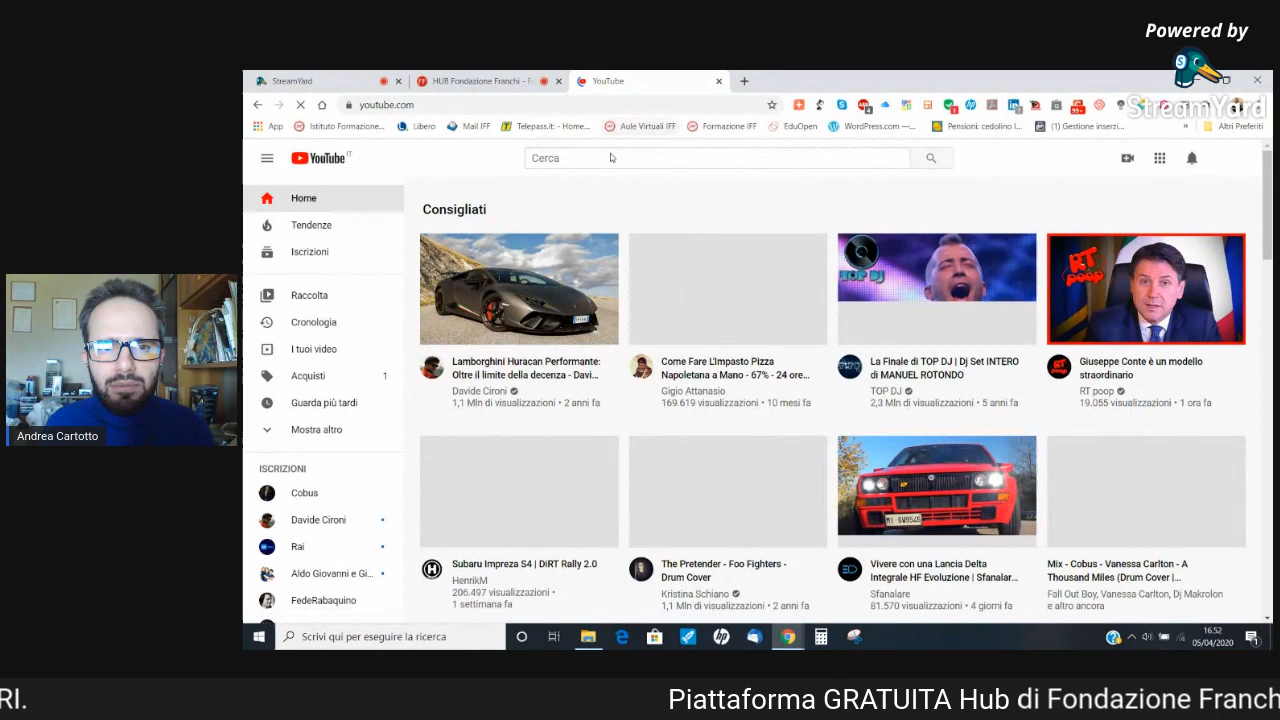 Powered by
StreamYard
StreamYard
HUB Fondazione Franchi - F
YouTube
youtube.com
App
Istituto Formazione...
Libero
Mail IFF
Telepass.it: - Home...
Aule Virtuali IFF
Formazione IFF
EduOpen
WordPress.com —...
Pensioni: cedolino i...
(1) Gestione inserzi...
»
Altri Preferiti
YouTube IT
Cerca
Home
Tendenze
Iscrizioni
Raccolta
Cronologia
I tuoi video
Acquisti 1
Guarda più tardi
Mostra altro
ISCRIZIONI
Cobus
Davide Cironi
Rai
Aldo Giovanni e Gi...
FedeRabaquino
Consigliati
TOP DJ
RT
poop
Lamborghini Huracan Performante:
Oltre il limite della decenza - Davi...
Davide Cironi
1,1 Mln di visualizzazioni • 2 anni fa
Come Fare L'Impasto Pizza
Napoletana a Mano - 67% - 24 ore...
Gigio Attanasio
169.619 visualizzazioni • 10 mesi fa
La Finale di TOP DJ | Dj Set INTERO
di MANUEL ROTONDO
TOP DJ
2,3 Mln di visualizzazioni • 5 anni fa
Giuseppe Conte è un modello
straordinario
RT poop
19.055 visualizzazioni • 1 ora fa
Subaru Impreza S4 | DiRT Rally 2.0
HenrikM
206.497 visualizzazioni •
1 settimana fa
The Pretender - Foo Fighters -
Drum Cover
Kristina Schiano
1,1 Mln di visualizzazioni • 2 anni fa
Vivere con una Lancia Delta
Integrale HF Evoluzione | Sfanalar...
Sfanalare
81.570 visualizzazioni • 4 giorni fa
Mix - Cobus - Vanessa Carlton - A
Thousand Miles (Drum Cover |...
Fall Out Boy, Vanessa Carlton, Dj Makrolon
e altro ancora
Andrea Cartotto
Scrivi qui per eseguire la ricerca
16.52
05/04/2020
RI.
Piattaforma GRATUITA Hub di Fondazione Franch